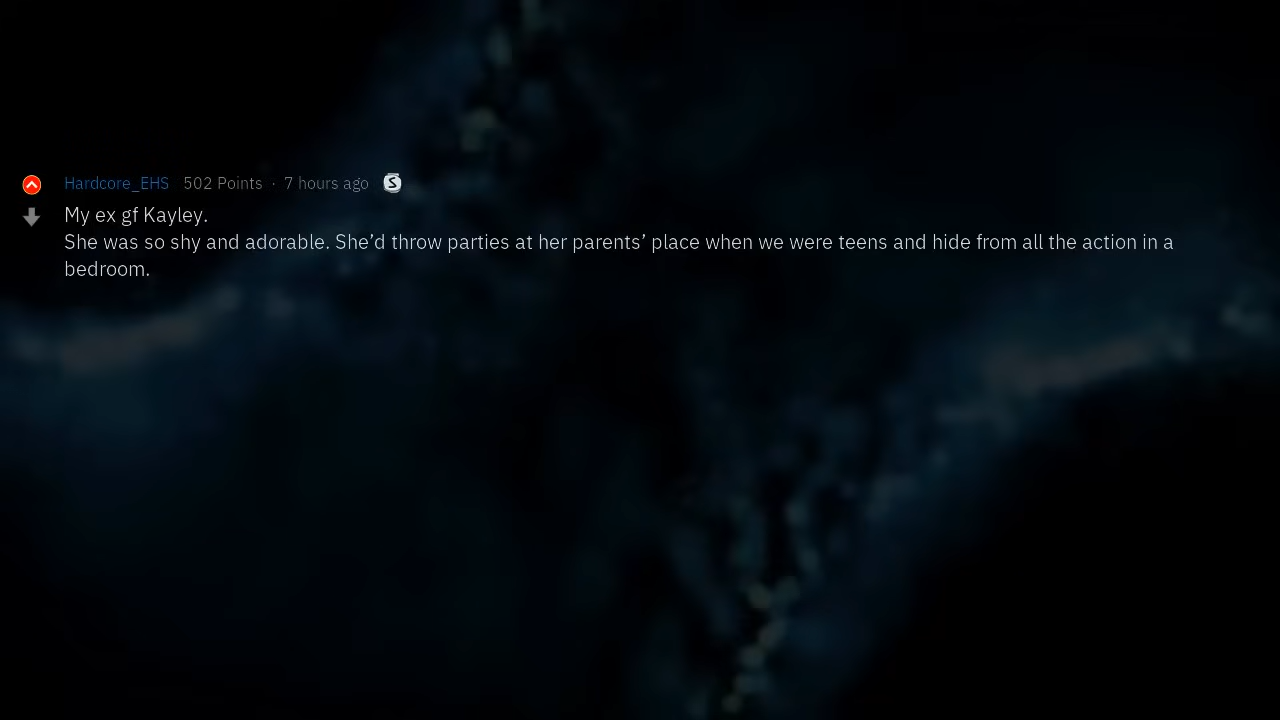 Hardcore_EHS 502 Points · 7 hours ago S
My ex gf Kayley.
She was so shy and adorable. She’d throw parties at her parents’ place when we were teens and hide from all the action in a
bedroom.